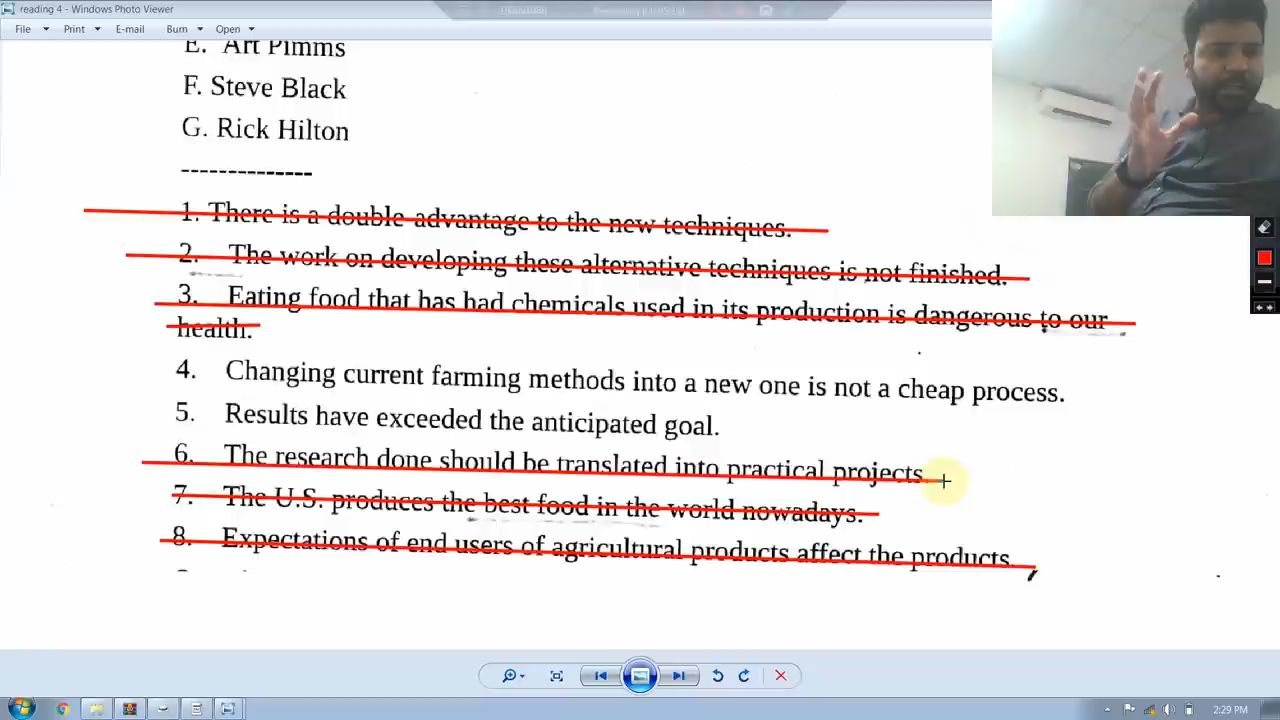 reading 4 - Windows Photo Viewer
File Print E-mail Burn Open
E. Art Pimms
F. Steve Black
G. Rick Hilton
--------------
1. There is a double advantage to the new techniques.
2. The work on developing these alternative techniques is not finished.
3. Eating food that has had chemicals used in its production is dangerous to our
health.
4. Changing current farming methods into a new one is not a cheap process.
5. Results have exceeded the anticipated goal.
6. The research done should be translated into practical projects.
7. The U.S. produces the best food in the world nowadays.
8. Expectations of end users of agricultural products affect the products.
2:29 PM